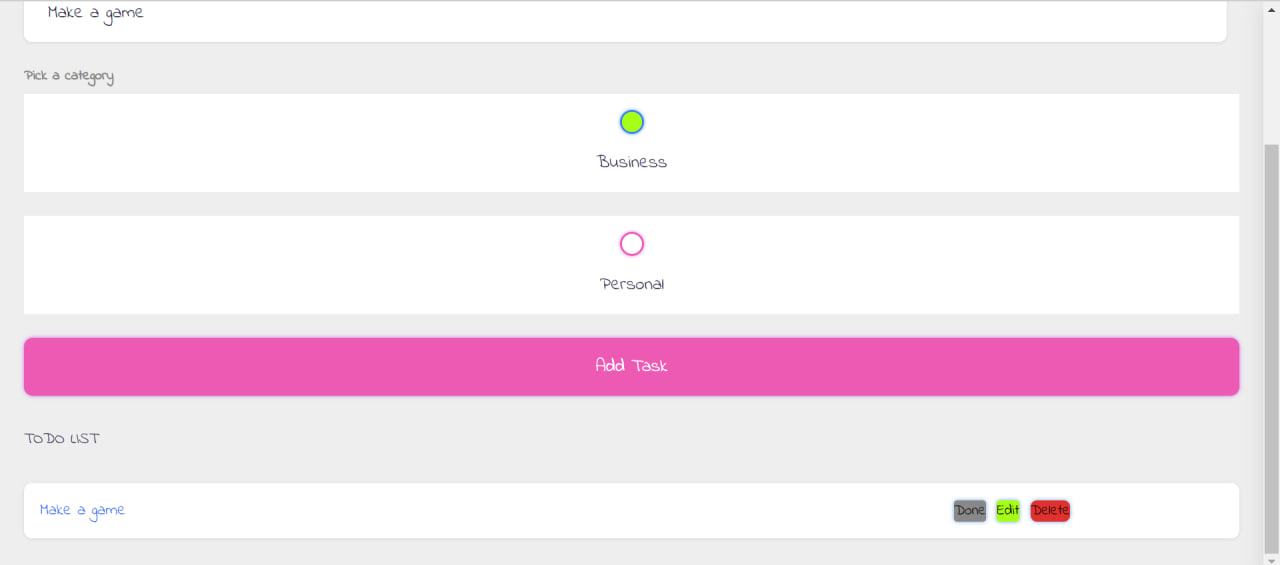 Make a game
Pick a category
Business
Personal
Add Task
TODO LIST
Make a game
Done Edit Delete